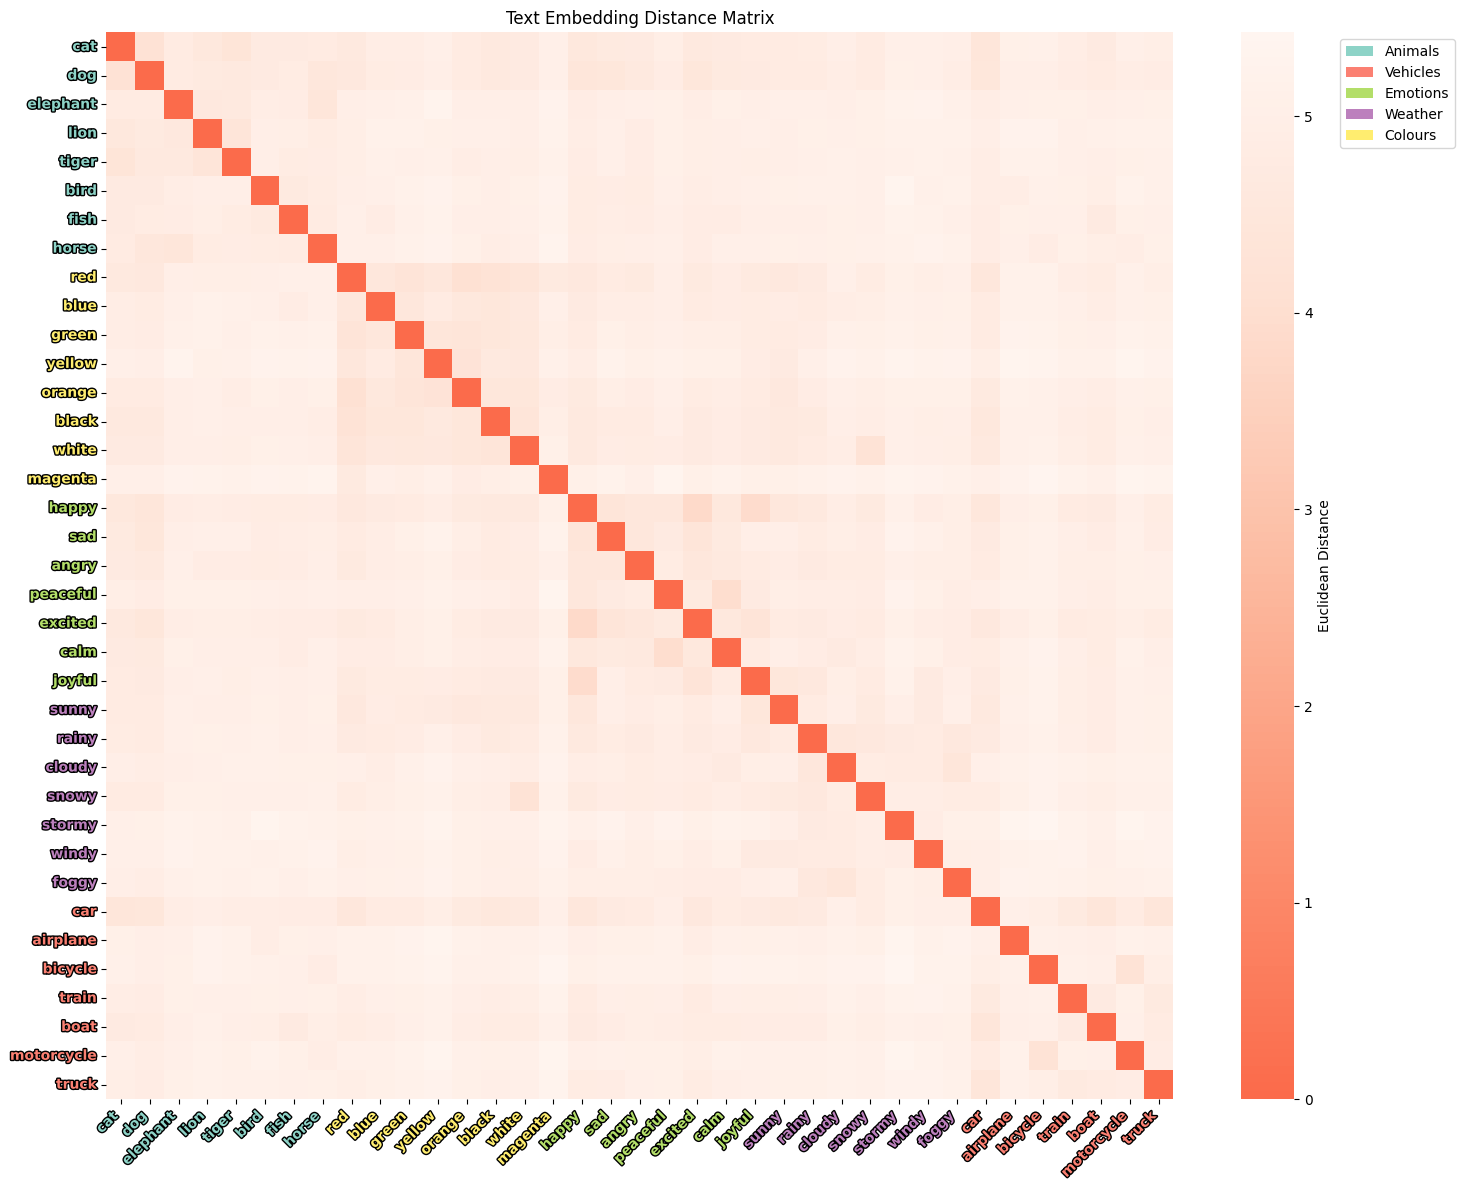 Text Embedding Distance Matrix
cat
dog
elephant
lion
tiger
bird
fish
horse
red
blue
green
yellow
orange
black
white
magenta
happy
sad
angry
peaceful
excited
calm
joyful
sunny
rainy
cloudy
snowy
stormy
windy
foggy
car
airplane
bicycle
train
boat
motorcycle
truck
cat
dog
elephant
lion
tiger
bird
fish
horse
red
blue
green
yellow
orange
black
white
magenta
happy
sad
angry
peaceful
excited
calm
joyful
sunny
rainy
cloudy
snowy
stormy
windy
foggy
car
airplane
bicycle
train
boat
motorcycle
truck
5
4
3
2
1
0
Euclidean Distance
Animals
Vehicles
Emotions
Weather
Colours